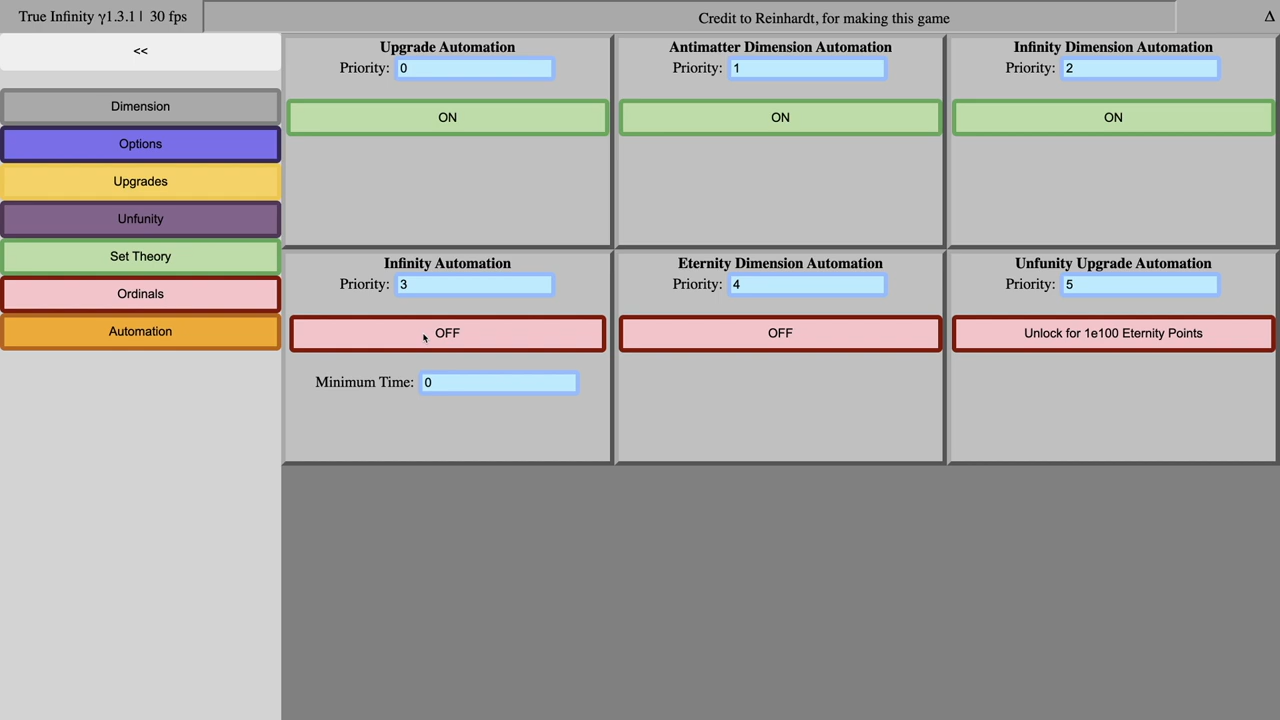 True Infinity γ1.3.1 | 30 fps
Credit to Reinhardt, for making this game
Δ
<<
Dimension
Options
Upgrades
Unfunity
Set Theory
Ordinals
Automation
Upgrade Automation
Priority: 0
ON
Antimatter Dimension Automation
Priority: 1
ON
Infinity Dimension Automation
Priority: 2
ON
Infinity Automation
Priority: 3
OFF
Minimum Time: 0
Eternity Dimension Automation
Priority: 4
OFF
Unfunity Upgrade Automation
Priority: 5
Unlock for 1e100 Eternity Points